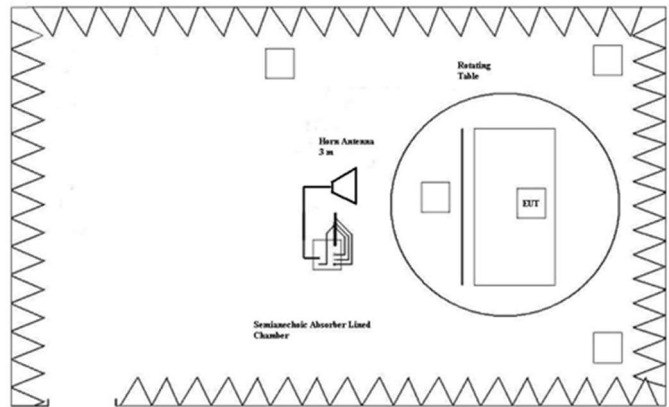 Rotating
Table
Horn Antenna
3 m
EUT
Semianechoic Absorber Lined
Chamber